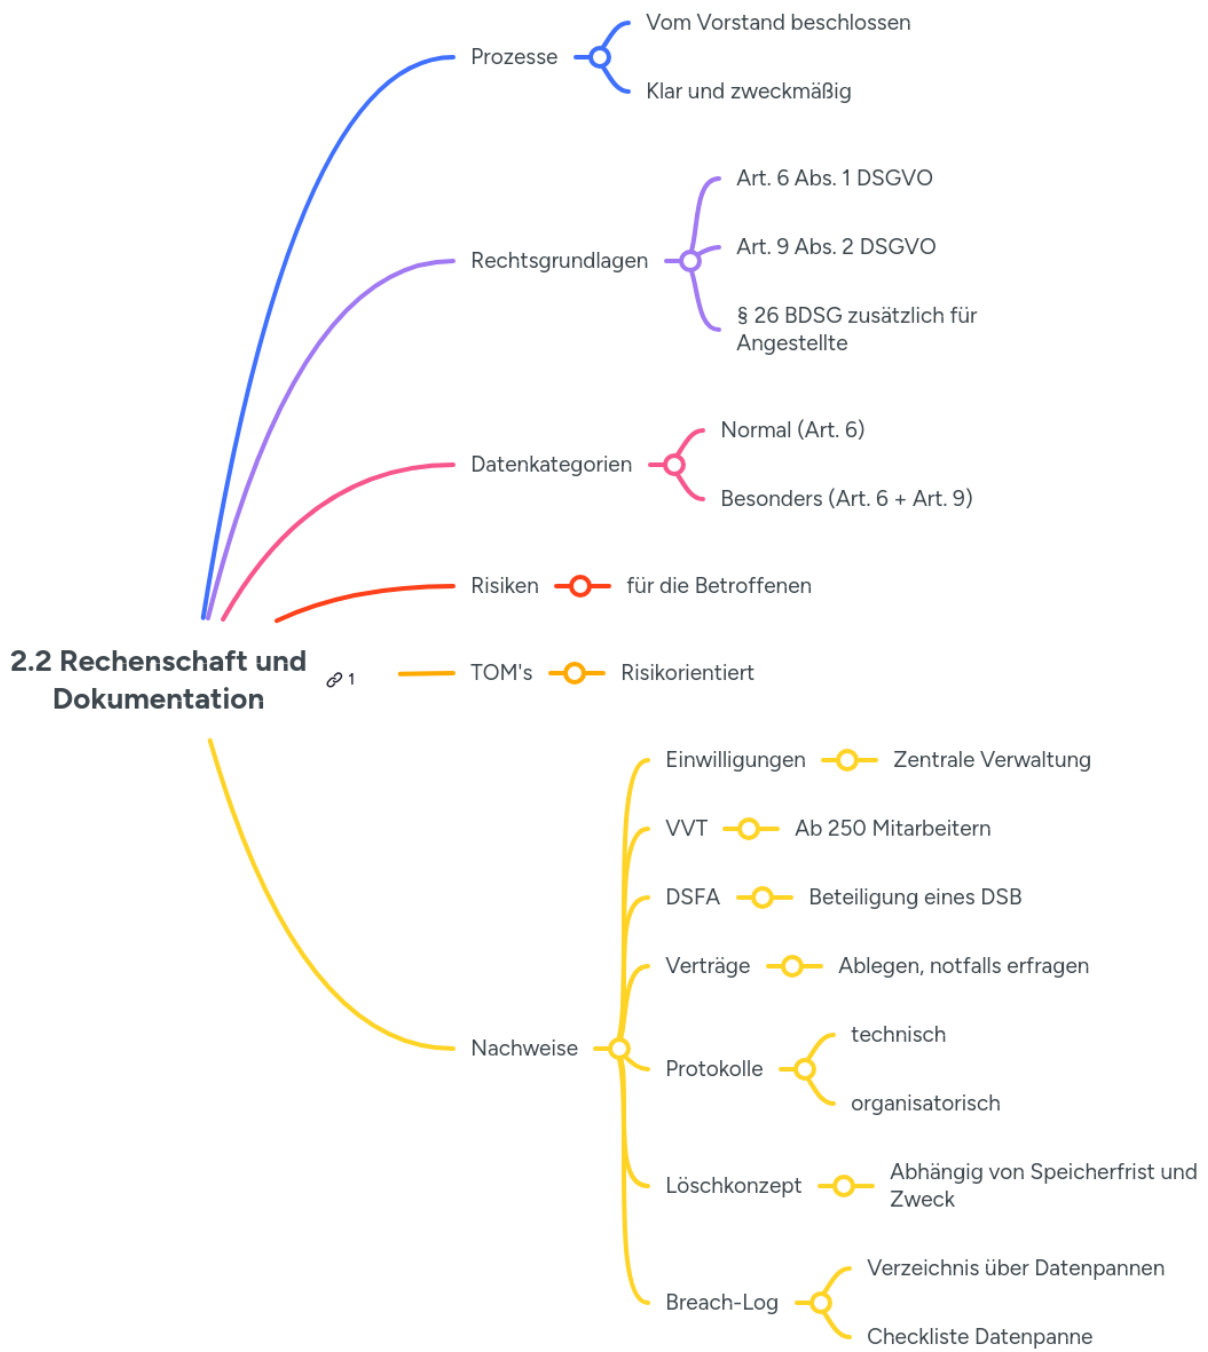 Vom Vorstand beschlossen
Prozesse
Klar und zweckmäßig
Art. 6 Abs. 1 DSGVO
Art. 9 Abs. 2 DSGVO
Rechtsgrundlagen
§ 26 BDSG zusätzlich für
Angestellte
Normal (Art. 6)
Datenkategorien
Besonders (Art. 6 + Art. 9)
Risiken
für die Betroffenen
2.2 Rechenschaft und
Dokumentation
1
TOM's
Risikorientiert
Einwilligungen
Zentrale Verwaltung
VVT
Ab 250 Mitarbeitern
DSFA
Beteiligung eines DSB
Verträge
Ablegen, notfalls erfragen
Nachweise
technisch
Protokolle
organisatorisch
Löschkonzept
Abhängig von Speicherfrist und
Zweck
Verzeichnis über Datenpannen
Breach-Log
Checkliste Datenpanne